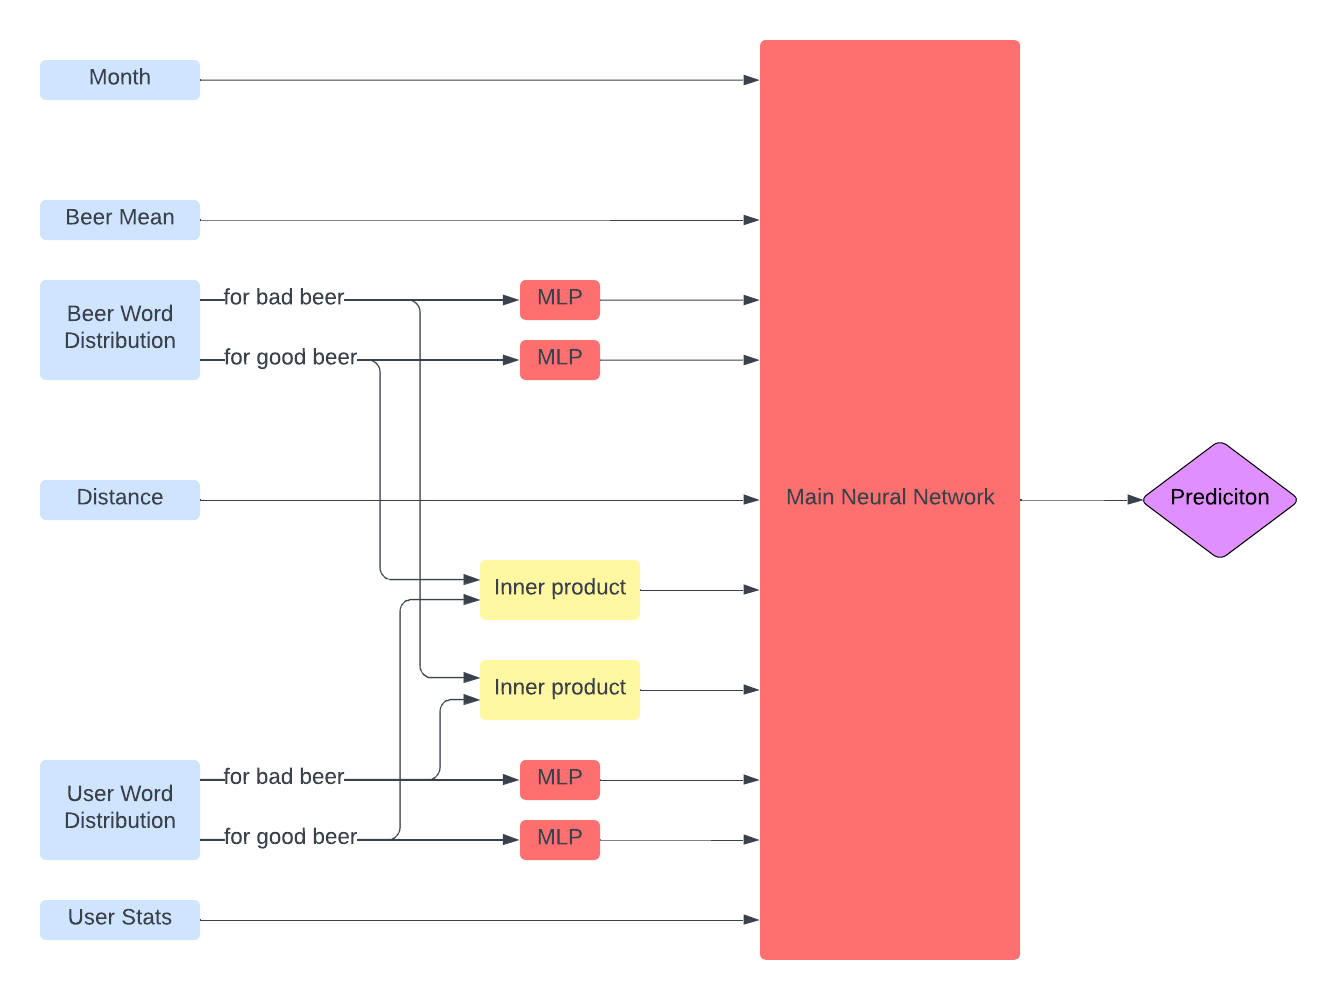 Month
Beer Mean
Beer Word
Distribution
for bad beer
MLP
for good beer
MLP
Distance
Main Neural Network
Prediciton
Inner product
Inner product
User Word
Distribution
for bad beer
MLP
for good beer
MLP
User Stats